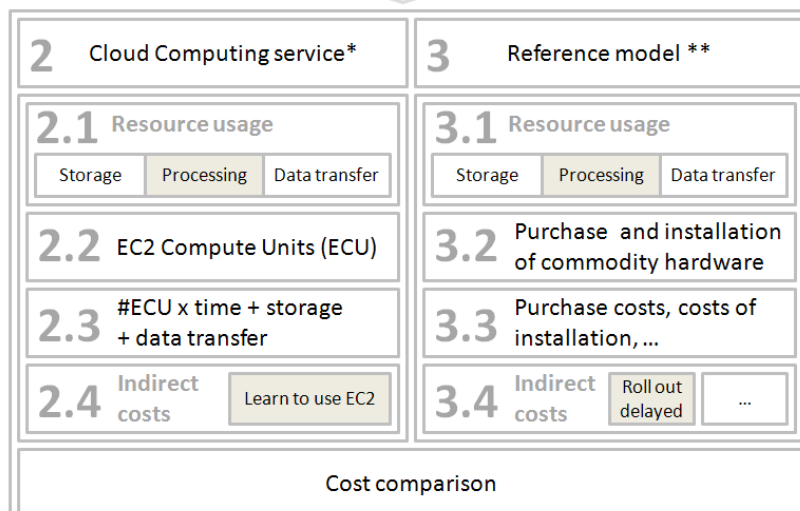 2 Cloud Computing service*
3 Reference model **
2.1 Resource usage
Storage Processing Data transfer
3.1 Resource usage
Storage Processing Data transfer
2.2 EC2 Compute Units (ECU)
3.2 Purchase and installation
of commodity hardware
2.3 #ECU x time + storage
+ data transfer
3.3 Purchase costs, costs of
installation, ...
2.4 Indirect
costs
Learn to use EC2
3.4 Indirect
costs
Roll out
delayed
...
Cost comparison